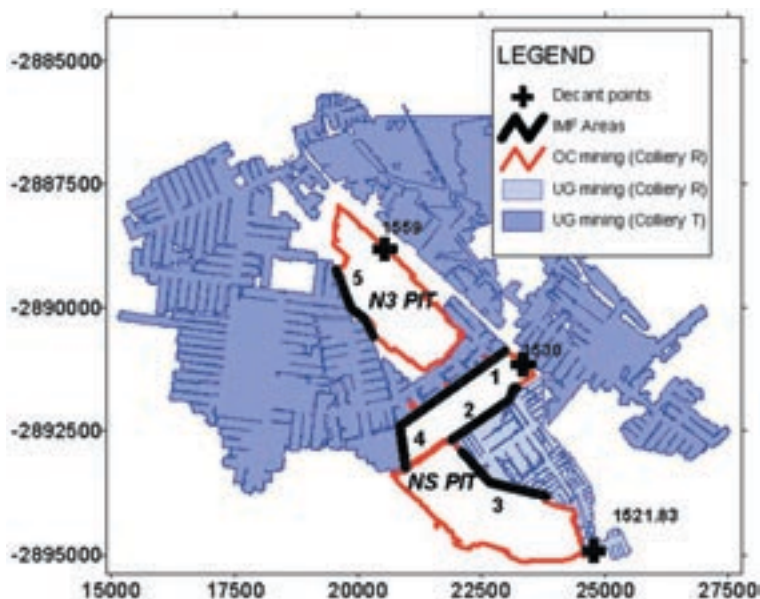 -2885000
-2887500
-2890000
-2892500
-2895000
LEGEND
Decant points
IMF Areas
OC mining (Colliery R)
UG mining (Colliery R)
UG mining (Colliery T)
1559
5
N3 PIT
1538
1
2
4
NS PIT
3
1521.83
15000 17500 20000 22500 25000 27500